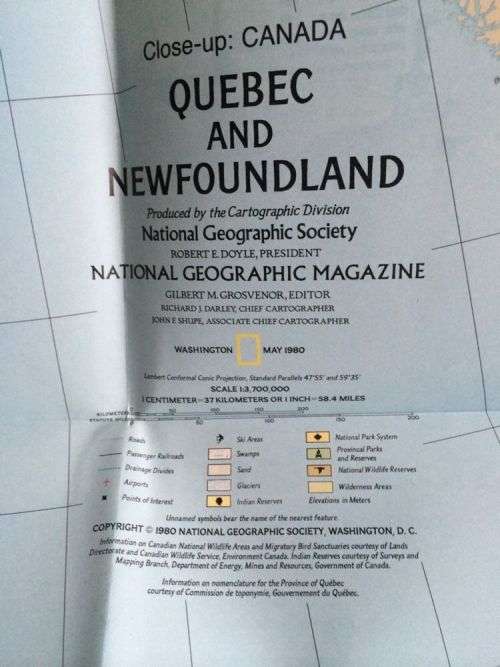 Close-up: CANADA
QUEBEC
AND
NEWFOUNDLAND
Produced by the Cartographic Division
National Geographic Society
ROBERT E. DOYLE, PRESIDENT
NATIONAL GEOGRAPHIC MAGAZINE
GILBERT M. GROSVENOR, EDITOR
RICHARD J. DARLEY, CHIEF CARTOGRAPHER
JOHN F. SHUPE, ASSOCIATE CHIEF CARTOGRAPHER
WASHINGTON MAY 1980
Lambert Conformal Conic Projection, Standard Parallels 47°55' and 59°35'
SCALE 1:3,700,000
1 CENTIMETER=37 KILOMETERS OR 1 INCH=58.4 MILES
KILOMETERS 50 100 150 200
STATUTE MILES 50 100 150 200
Roads Ski Areas National Park System
Passenger Railroads Swamps Provincial Parks and Reserves
Drainage Divides Sand National Wildlife Reserves
Airports Glaciers Wilderness Areas
Points of Interest Indian Reserves Elevations in Meters
Unnamed symbols bear the name of the nearest feature.
COPYRIGHT © 1980 NATIONAL GEOGRAPHIC SOCIETY, WASHINGTON, D. C.
Information on Canadian National Wildlife Areas and Migratory Bird Sanctuaries courtesy of Lands
Directorate and Canadian Wildlife Service, Environment Canada. Indian Reserves courtesy of Surveys and
Mapping Branch, Department of Energy, Mines and Resources, Government of Canada.
Information on nomenclature for the Province of Québec
courtesy of Commission de toponymie, Gouvernement du Québec.